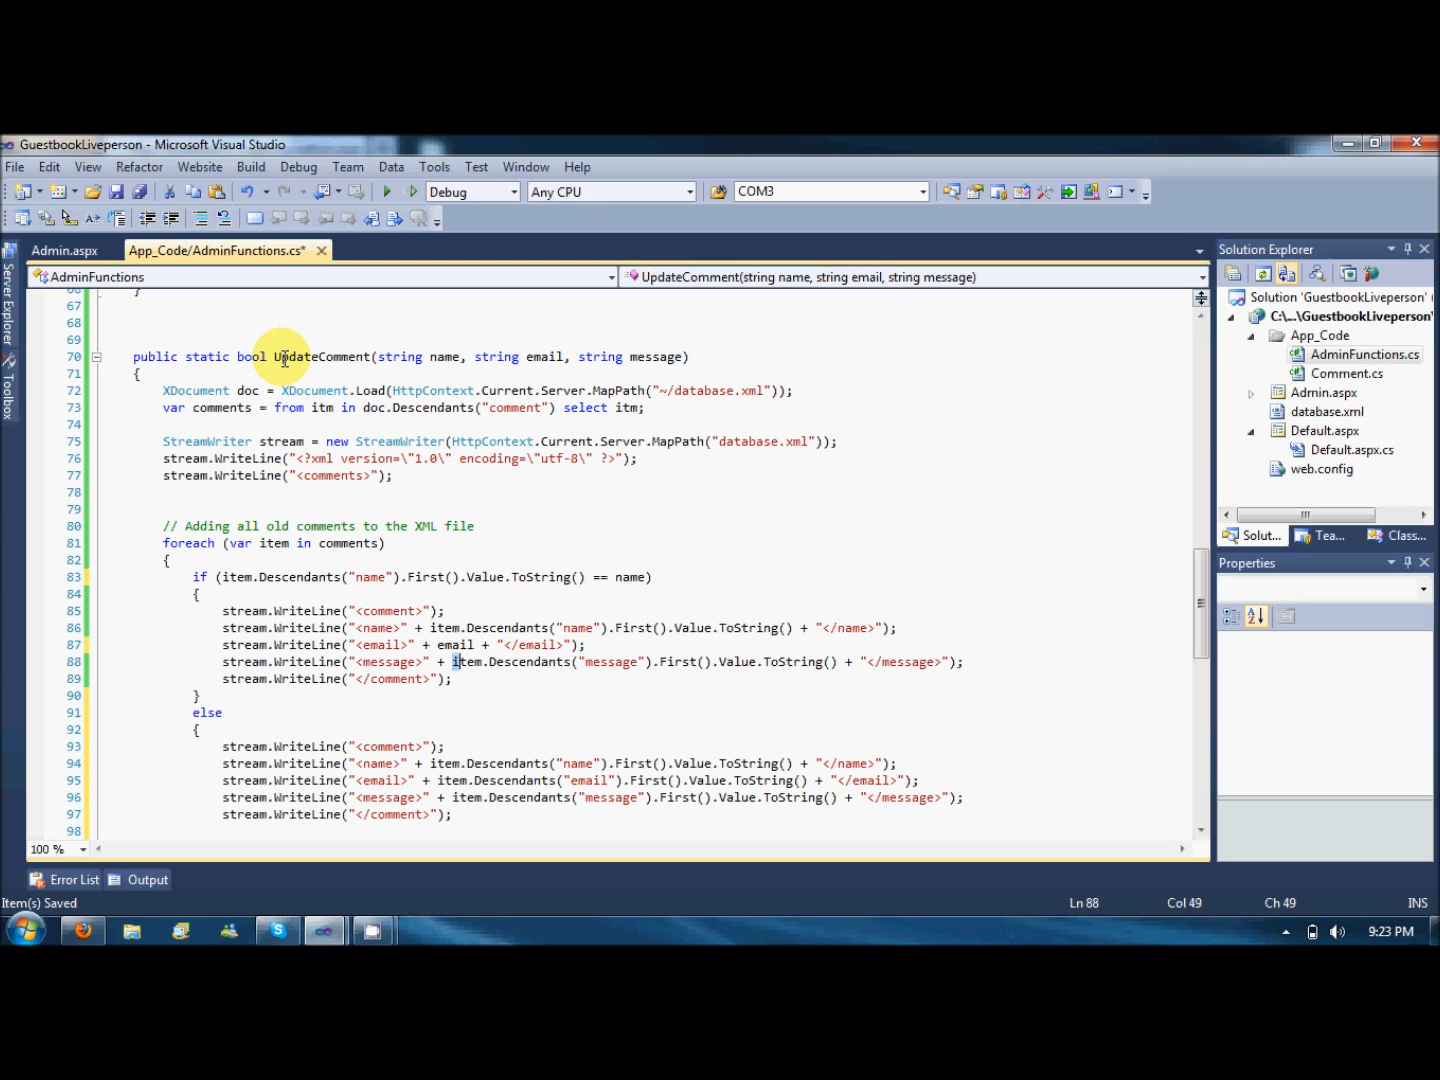 GuestbookLiveperson - Microsoft Visual Studio
File Edit View Refactor Website Build Debug Team Data Tools Test Window Help
Debug Any CPU COM3
Admin.aspx App_Code/AdminFunctions.cs* Solution Explorer
AdminFunctions UpdateComment(string name, string email, string message)
Server Explorer
Toolbox
Solution 'GuestbookLiveperson' (
C:\...\GuestbookLiveperson\
App_Code
AdminFunctions.cs
Comment.cs
Admin.aspx
database.xml
Default.aspx
Default.aspx.cs
web.config
Solut... Tea... Class...
Properties
66 }
67
68
69
70 public static bool UpdateComment(string name, string email, string message)
71 {
72 XDocument doc = XDocument.Load(HttpContext.Current.Server.MapPath("~/database.xml"));
73 var comments = from itm in doc.Descendants("comment") select itm;
74
75 StreamWriter stream = new StreamWriter(HttpContext.Current.Server.MapPath("database.xml"));
76 stream.WriteLine("<?xml version=\"1.0\" encoding=\"utf-8\" ?>");
77 stream.WriteLine("<comments>");
78
79
80 // Adding all old comments to the XML file
81 foreach (var item in comments)
82 {
83 if (item.Descendants("name").First().Value.ToString() == name)
84 {
85 stream.WriteLine("<comment>");
86 stream.WriteLine("<name>" + item.Descendants("name").First().Value.ToString() + "</name>");
87 stream.WriteLine("<email>" + email + "</email>");
88 stream.WriteLine("<message>" + item.Descendants("message").First().Value.ToString() + "</message>");
89 stream.WriteLine("</comment>");
90 }
91 else
92 {
93 stream.WriteLine("<comment>");
94 stream.WriteLine("<name>" + item.Descendants("name").First().Value.ToString() + "</name>");
95 stream.WriteLine("<email>" + item.Descendants("email").First().Value.ToString() + "</email>");
96 stream.WriteLine("<message>" + item.Descendants("message").First().Value.ToString() + "</message>");
97 stream.WriteLine("</comment>");
98
100 %
Error List Output
Item(s) Saved Ln 88 Col 49 Ch 49 INS
9:23 PM